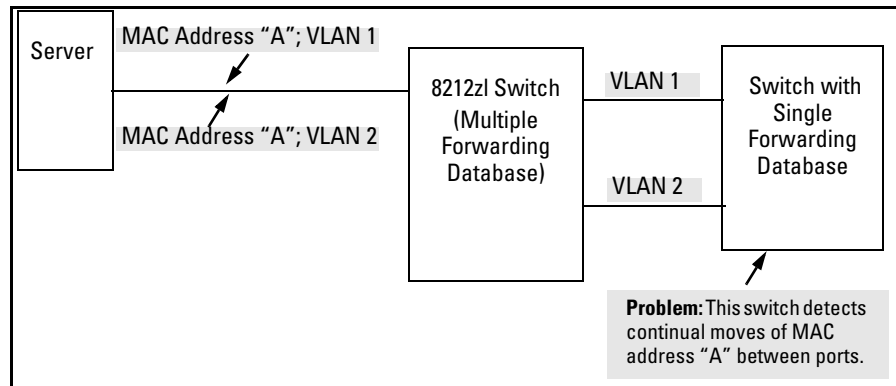 Server
MAC Address “A”; VLAN 1
MAC Address “A”; VLAN 2
8212zl Switch
(Multiple
Forwarding
Database)
VLAN 1
VLAN 2
Switch with
Single
Forwarding
Database
Problem: This switch detects
continual moves of MAC
address “A” between ports.